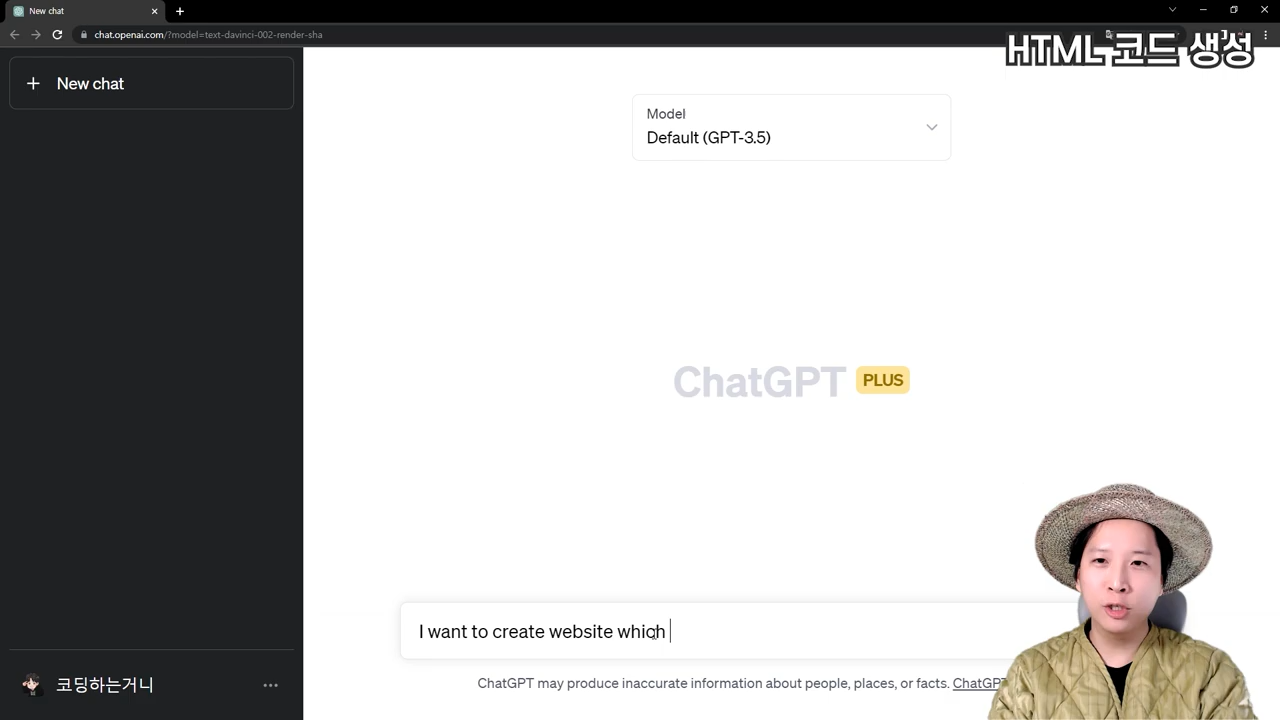 New chat
chat.openai.com/?model=text-davinci-002-render-sha
HTML 코드 생성
New chat
Model
Default (GPT-3.5)
ChatGPT PLUS
I want to create website which
ChatGPT may produce inaccurate information about people, places, or facts.
코딩하는거니